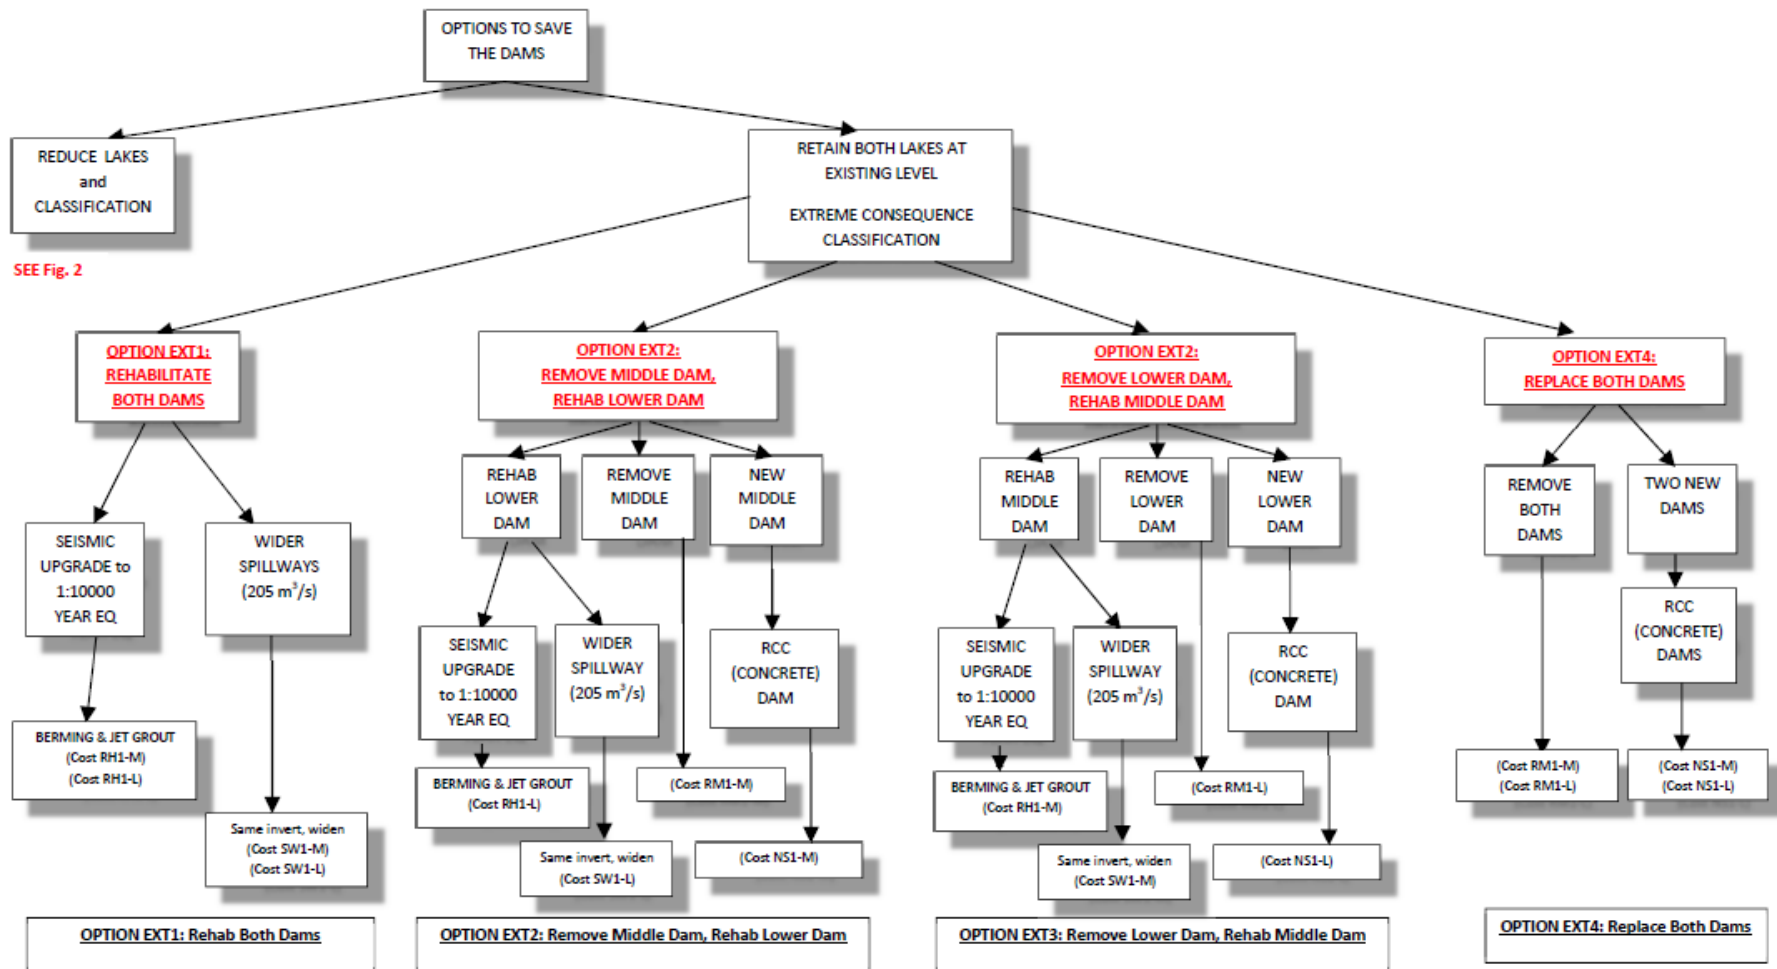 OPTIONS TO SAVE
THE DAMS
REDUCE LAKES
and
CLASSIFICATION
SEE Fig. 2
RETAIN BOTH LAKES AT
EXISTING LEVEL
EXTREME CONSEQUENCE
CLASSIFICATION
OPTION EXT1:
REHABILITATE
BOTH DAMS
SEISMIC
UPGRADE to
1:10000
YEAR EQ
WIDER
SPILLWAYS
(205 m³/s)
BERMING & JET GROUT
(Cost RH1-M)
(Cost RH1-L)
Same invert, widen
(Cost SW1-M)
(Cost SW1-L)
OPTION EXT1: Rehab Both Dams
OPTION EXT2:
REMOVE MIDDLE DAM,
REHAB LOWER DAM
REHAB
LOWER
DAM
REMOVE
MIDDLE
DAM
NEW
MIDDLE
DAM
SEISMIC
UPGRADE
to 1:10000
YEAR EQ
WIDER
SPILLWAY
(205 m³/s)
RCC
(CONCRETE)
DAM
BERMING & JET GROUT
(Cost RH1-L)
(Cost RM1-M)
Same invert, widen
(Cost SW1-L)
(Cost NS1-M)
OPTION EXT2: Remove Middle Dam, Rehab Lower Dam
OPTION EXT2:
REMOVE LOWER DAM,
REHAB MIDDLE DAM
REHAB
MIDDLE
DAM
REMOVE
LOWER
DAM
NEW
LOWER
DAM
SEISMIC
UPGRADE
to 1:10000
YEAR EQ
WIDER
SPILLWAY
(205 m³/s)
RCC
(CONCRETE)
DAM
BERMING & JET GROUT
(Cost RH1-M)
(Cost RM1-L)
Same invert, widen
(Cost SW1-M)
(Cost NS1-L)
OPTION EXT3: Remove Lower Dam, Rehab Middle Dam
OPTION EXT4:
REPLACE BOTH DAMS
REMOVE
BOTH
DAMS
TWO NEW
DAMS
RCC
(CONCRETE)
DAMS
(Cost RM1-M)
(Cost RM1-L)
(Cost NS1-M)
(Cost NS1-L)
OPTION EXT4: Replace Both Dams